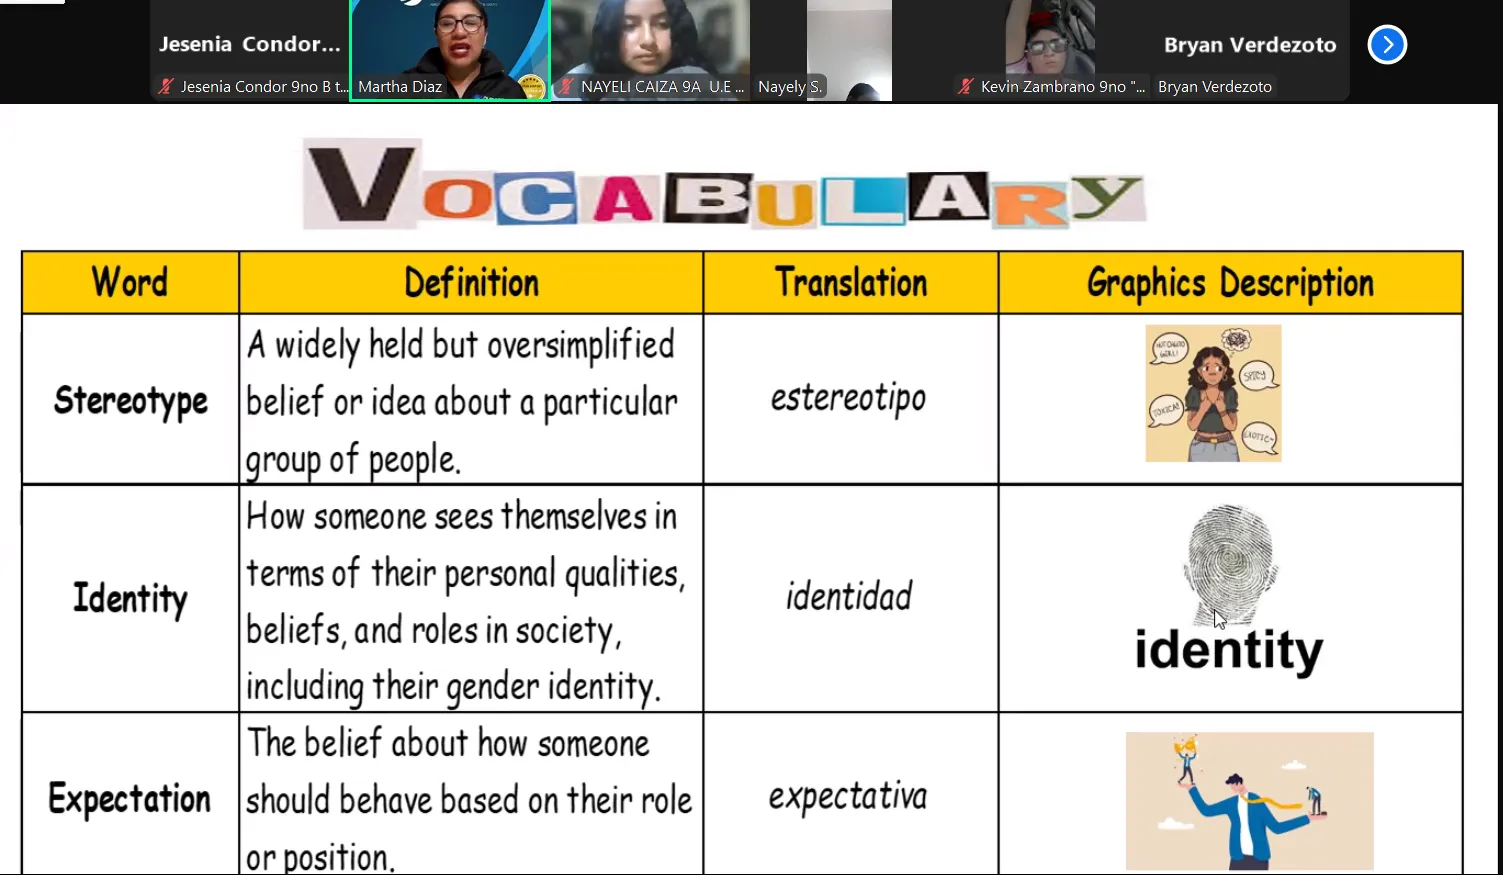 Jesenia Condor...
Bryan Verdezoto
Jesenia Condor 9no B t...
Martha Diaz
NAYELI CAIZA 9A U.E ...
Nayely S.
Kevin Zambrano 9no "...
Bryan Verdezoto
VOCABULARY
Word
Definition
Translation
Graphics Description
Stereotype
A widely held but oversimplified
belief or idea about a particular
group of people.
estereotipo
SPICY
TOXICA!
EXOTIC~
Identity
How someone sees themselves in
terms of their personal qualities,
beliefs, and roles in society,
including their gender identity.
identidad
identity
Expectation
The belief about how someone
should behave based on their role
or position.
expectativa